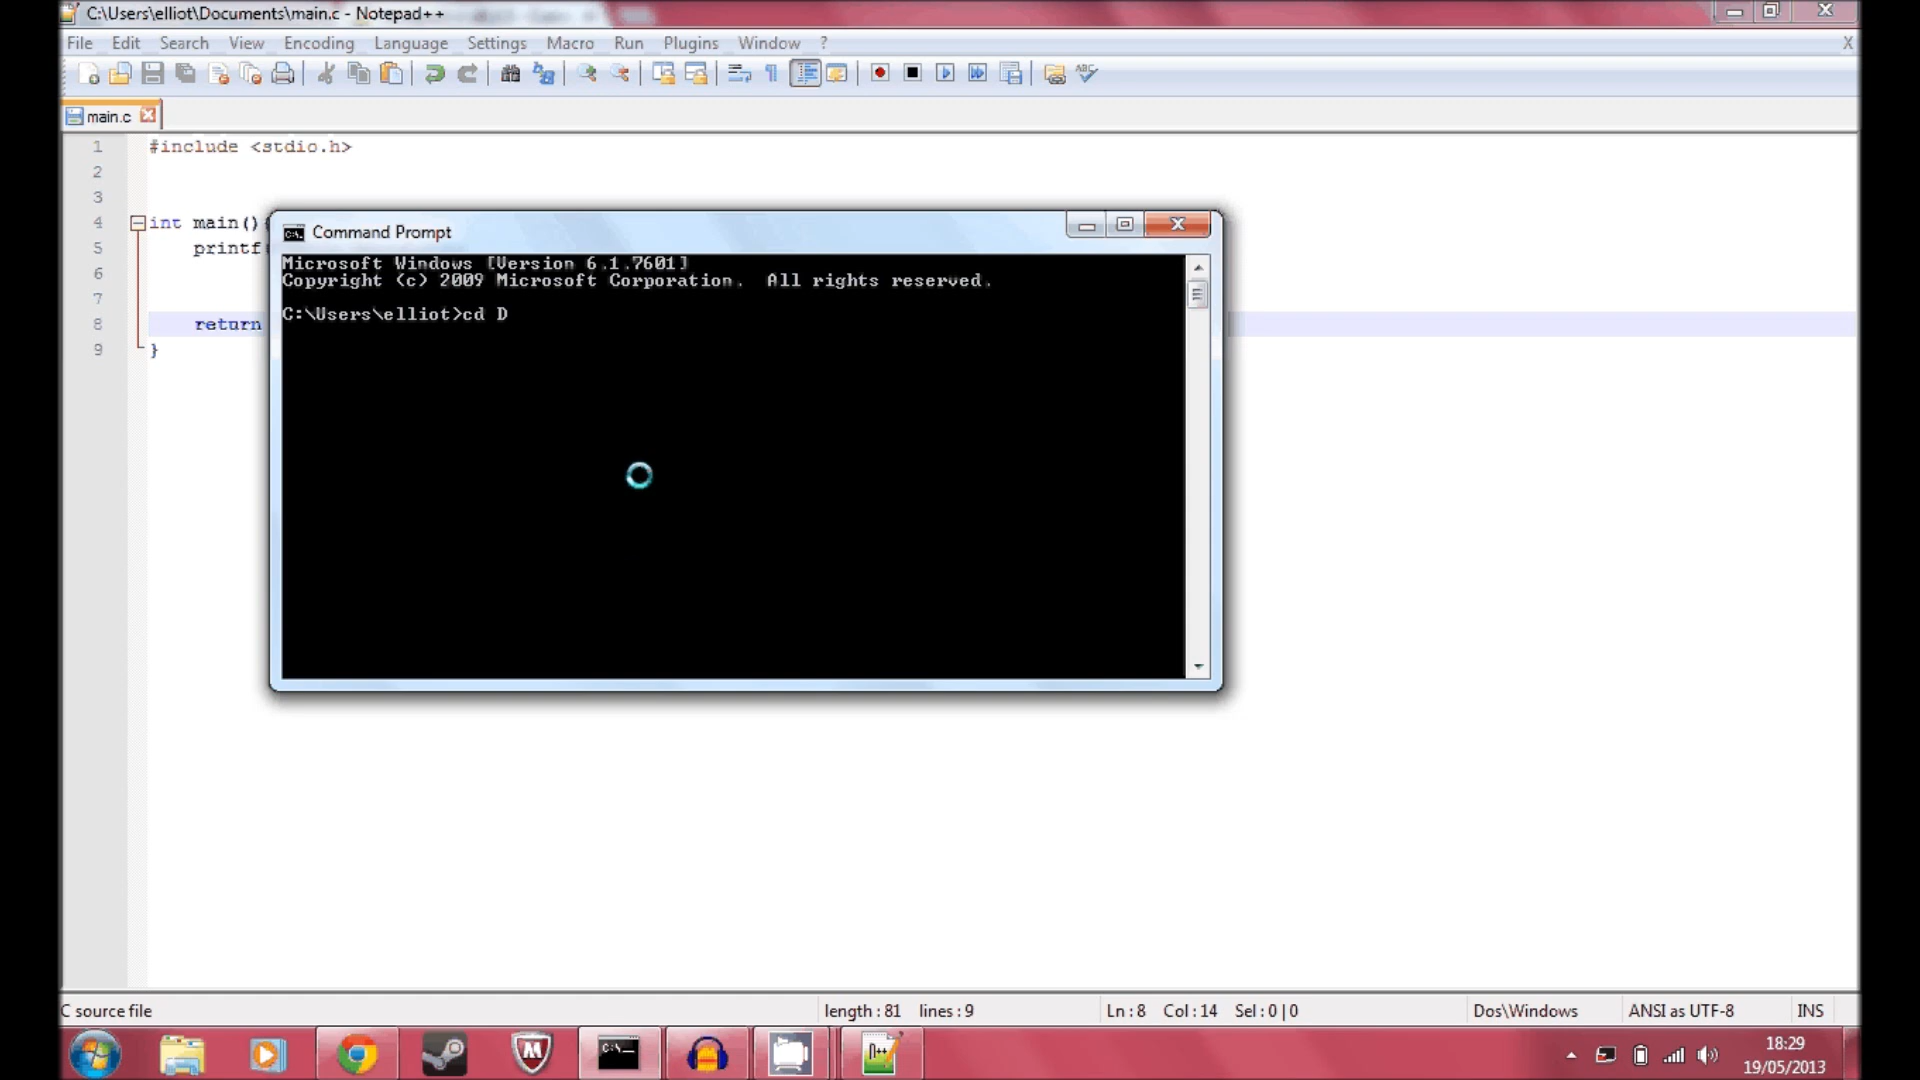 C:\Users\elliot\Documents\main.c - Notepad++
File Edit Search View Encoding Language Settings Macro Run Plugins Window ? X
main.c
1 #include <stdio.h>
2
3
4 int main(){
5 printf
6
7
8 return
9 }
Command Prompt
Microsoft Windows [Version 6.1.7601]
Copyright (c) 2009 Microsoft Corporation. All rights reserved.
C:\Users\elliot>cd D
C source file length : 81 lines : 9 Ln : 8 Col : 14 Sel : 0 | 0 Dos\Windows ANSI as UTF-8 INS
18:29
19/05/2013